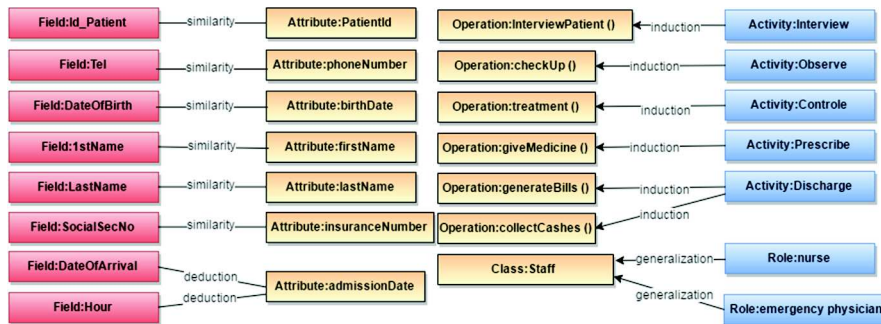 Field:Id_Patient similarity Attribute:PatientId Operation:InterviewPatient () induction Activity:Interview
Field:Tel similarity Attribute:phoneNumber Operation:checkUp () induction Activity:Observe
Field:DateOfBirth similarity Attribute:birthDate Operation:treatment () induction Activity:Controle
Field:1stName similarity Attribute:firstName Operation:giveMedicine () induction Activity:Prescribe
Field:LastName similarity Attribute:lastName Operation:generateBills () induction Activity:Discharge
Field:SocialSecNo similarity Attribute:insuranceNumber Operation:collectCashes () induction
Field:DateOfArrival deduction Attribute:admissionDate Class:Staff generalization Role:nurse
Field:Hour deduction generalization Role:emergency physician